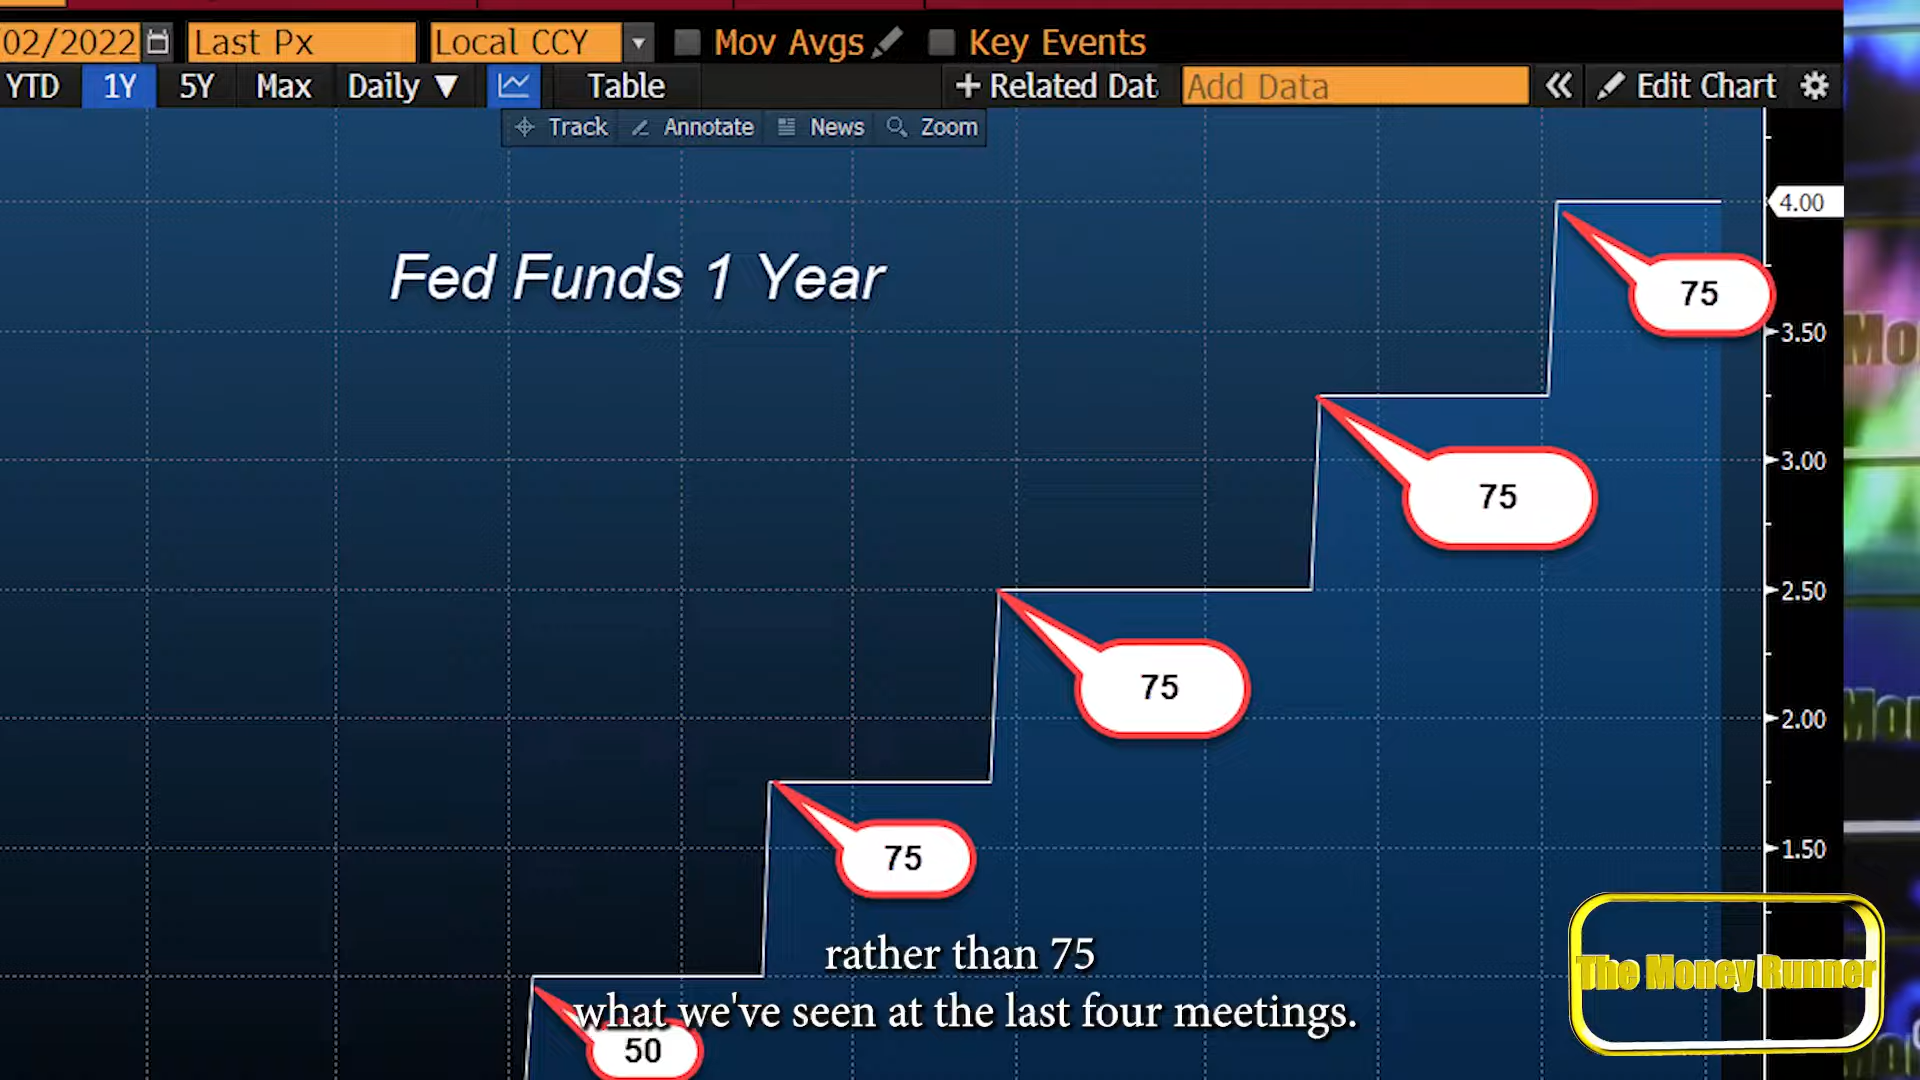 02/2022 Last Px Local CCY Mov Avgs Key Events
YTD 1Y 5Y Max Daily Table + Related Dat Add Data Edit Chart
Track Annotate News Zoom
4.00
Fed Funds 1 Year
75
3.50
3.00
75
2.50
75
2.00
1.50
75
rather than 75
The Money Runner
what we've seen at the last four meetings.
50
Mo
Mon